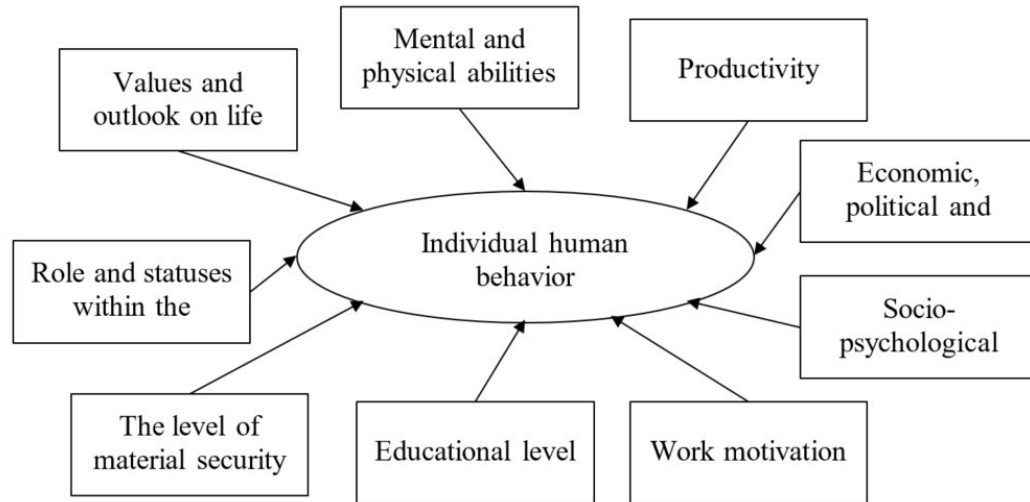 Mental and
physical abilities
Values and
outlook on life
Productivity
Economic,
political and
Individual human
behavior
Role and statuses
within the
Socio-
psychological
The level of
material security
Educational level
Work motivation